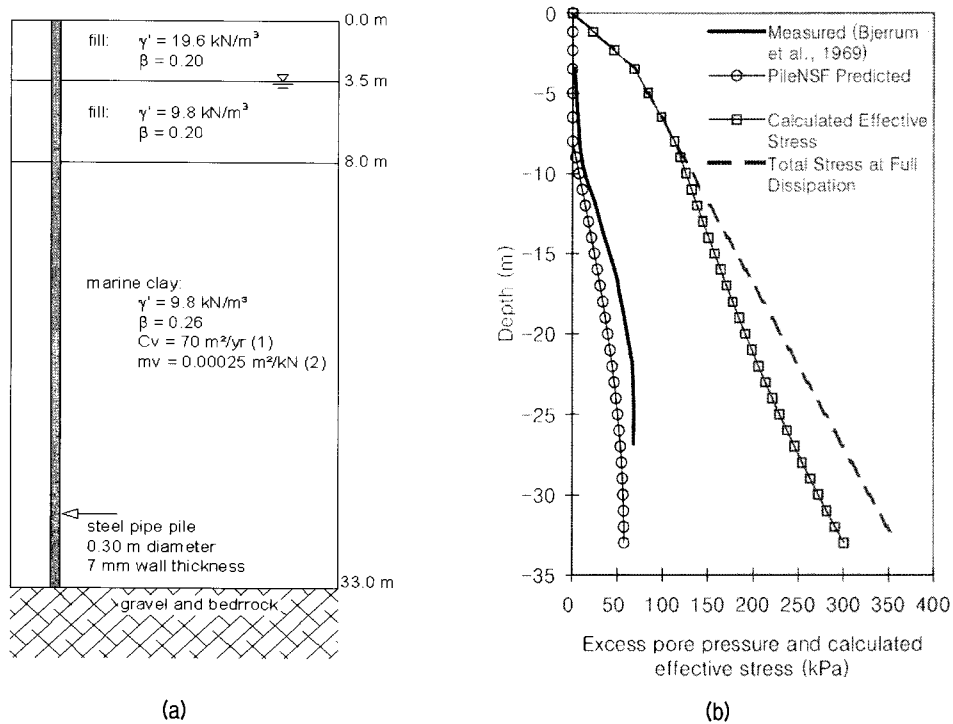 0.0 m
fill: γ' = 19.6 kN/m³
β = 0.20
3.5 m
fill: γ' = 9.8 kN/m³
β = 0.20
8.0 m
marine clay:
γ' = 9.8 kN/m³
β = 0.26
Cv = 70 m²/yr (1)
mv = 0.00025 m²/kN (2)
steel pipe pile
0.30 m diameter
7 mm wall thickness
33.0 m
gravel and bedrrock
(a)
0
-5
-10
-15
-20
-25
-30
-35
Depth (m)
Measured (Bjerrum
et al., 1969)
PileNSF Predicted
Calculated Effective
Stress
Total Stress at Full
Dissipation
0 50 100 150 200 250 300 350 400
Excess pore pressure and calculated
effective stress (kPa)
(b)